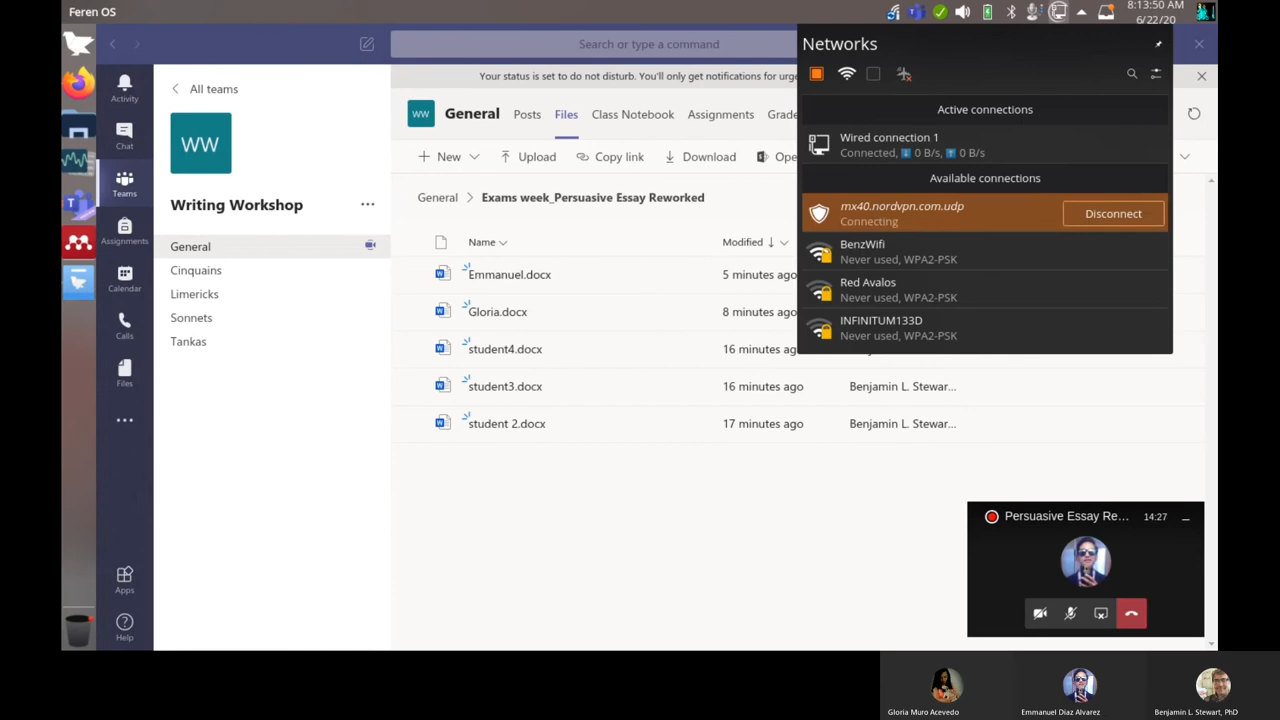 Feren OS
8:13:50 AM
6/22/20
Search or type a command
Networks
Your status is set to do not disturb. You'll only get notifications for urge
Activity
Chat
Teams
Assignments
Calendar
Calls
Files
Apps
Help
All teams
WW
Writing Workshop
General
Cinquains
Limericks
Sonnets
Tankas
WW
General
Posts
Files
Class Notebook
Assignments
Grade
New
Upload
Copy link
Download
Ope
General
Exams week_Persuasive Essay Reworked
Name
Modified
Emmanuel.docx
5 minutes ago
Gloria.docx
8 minutes ago
student4.docx
16 minutes ago
student3.docx
16 minutes ago
Benjamin L. Stewar...
student 2.docx
17 minutes ago
Benjamin L. Stewar...
Active connections
Wired connection 1
Connected, 0 B/s, 0 B/s
Available connections
mx40.nordvpn.com.udp
Connecting
Disconnect
BenzWifi
Never used, WPA2-PSK
Red Avalos
Never used, WPA2-PSK
INFINITUM133D
Never used, WPA2-PSK
Persuasive Essay Re...
14:27
Gloria Muro Acevedo
Emmanuel Diaz Alvarez
Benjamin L. Stewart, PhD